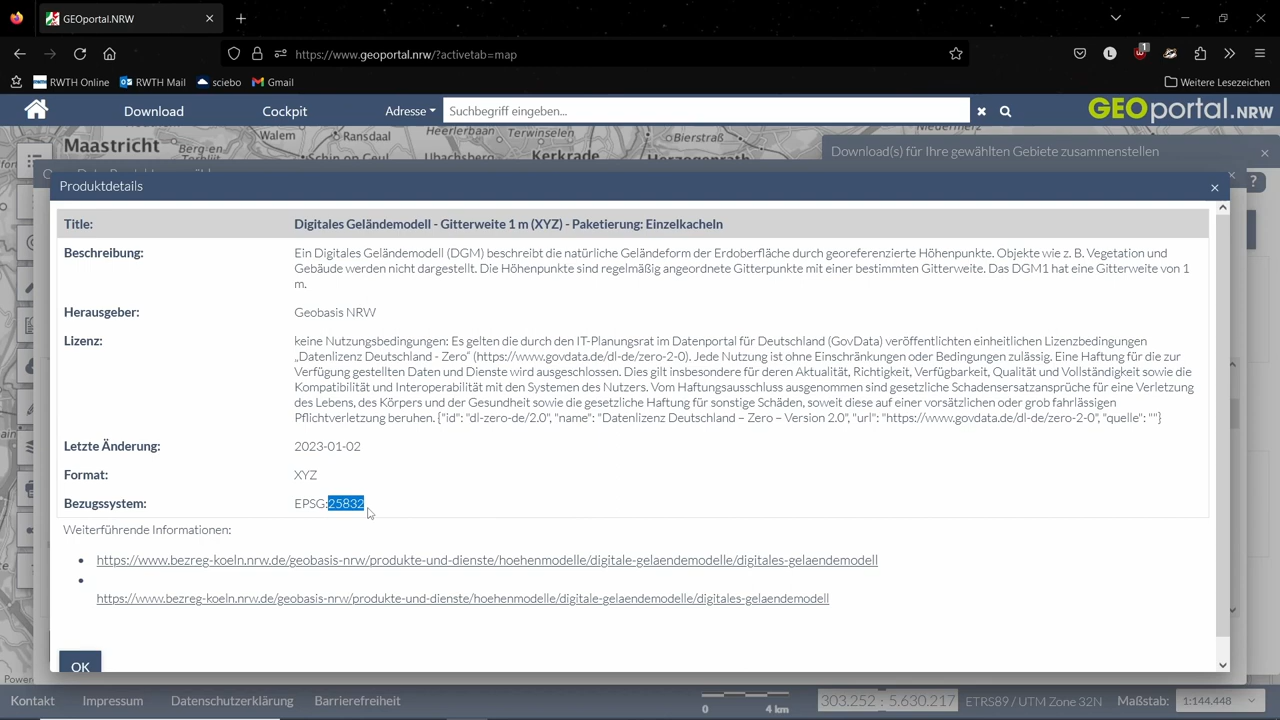 GEOportal.NRW
https://www.geoportal.nrw/?activetab=map
L
1
RWTH Online
RWTH Mail
sciebo
Gmail
Weitere Lesezeichen
Download
Cockpit
Adresse
Suchbegriff eingeben...
GEOportal.NRW
Maastricht
Berg en
Walem
Ransdaal
Heerlerbaan
Terwinselen
Kerkrade
Bierstraß
Download(s) für Ihre gewählten Gebiete zusammenstellen
?
Produktdetails
Title:
Digitales Geländemodell - Gitterweite 1 m (XYZ) - Paketierung: Einzelkacheln
Beschreibung:
Ein Digitales Geländemodell (DGM) beschreibt die natürliche Geländeform der Erdoberfläche durch georeferenzierte Höhenpunkte. Objekte wie z. B. Vegetation und
Gebäude werden nicht dargestellt. Die Höhenpunkte sind regelmäßig angeordnete Gitterpunkte mit einer bestimmten Gitterweite. Das DGM1 hat eine Gitterweite von 1
m.
Herausgeber:
Geobasis NRW
Lizenz:
keine Nutzungsbedingungen: Es gelten die durch den IT-Planungsrat im Datenportal für Deutschland (GovData) veröffentlichten einheitlichen Lizenzbedingungen
„Datenlizenz Deutschland - Zero“ (https://www.govdata.de/dl-de/zero-2-0). Jede Nutzung ist ohne Einschränkungen oder Bedingungen zulässig. Eine Haftung für die zur
Verfügung gestellten Daten und Dienste wird ausgeschlossen. Dies gilt insbesondere für deren Aktualität, Richtigkeit, Verfügbarkeit, Qualität und Vollständigkeit sowie die
Kompatibilität und Interoperabilität mit den Systemen des Nutzers. Vom Haftungsausschluss ausgenommen sind gesetzliche Schadensersatzansprüche für eine Verletzung
des Lebens, des Körpers und der Gesundheit sowie die gesetzliche Haftung für sonstige Schäden, soweit diese auf einer vorsätzlichen oder grob fahrlässigen
Pflichtverletzung beruhen. {"id": "dl-zero-de/2.0", "name": "Datenlizenz Deutschland – Zero – Version 2.0", "url": "https://www.govdata.de/dl-de/zero-2-0", "quelle": ""}
Letzte Änderung:
2023-01-02
Format:
XYZ
Bezugssystem:
EPSG:25832
Weiterführende Informationen:
https://www.bezreg-koeln.nrw.de/geobasis-nrw/produkte-und-dienste/hoehenmodelle/digitale-gelaendemodelle/digitales-gelaendemodell
https://www.bezreg-koeln.nrw.de/geobasis-nrw/produkte-und-dienste/hoehenmodelle/digitale-gelaendemodelle/digitales-gelaendemodell
OK
Kontakt
Impressum
Datenschutzerklärung
Barrierefreiheit
0
4 km
303.252 : 5.630.217
ETRS89 / UTM Zone 32N
Maßstab:
1:144,448